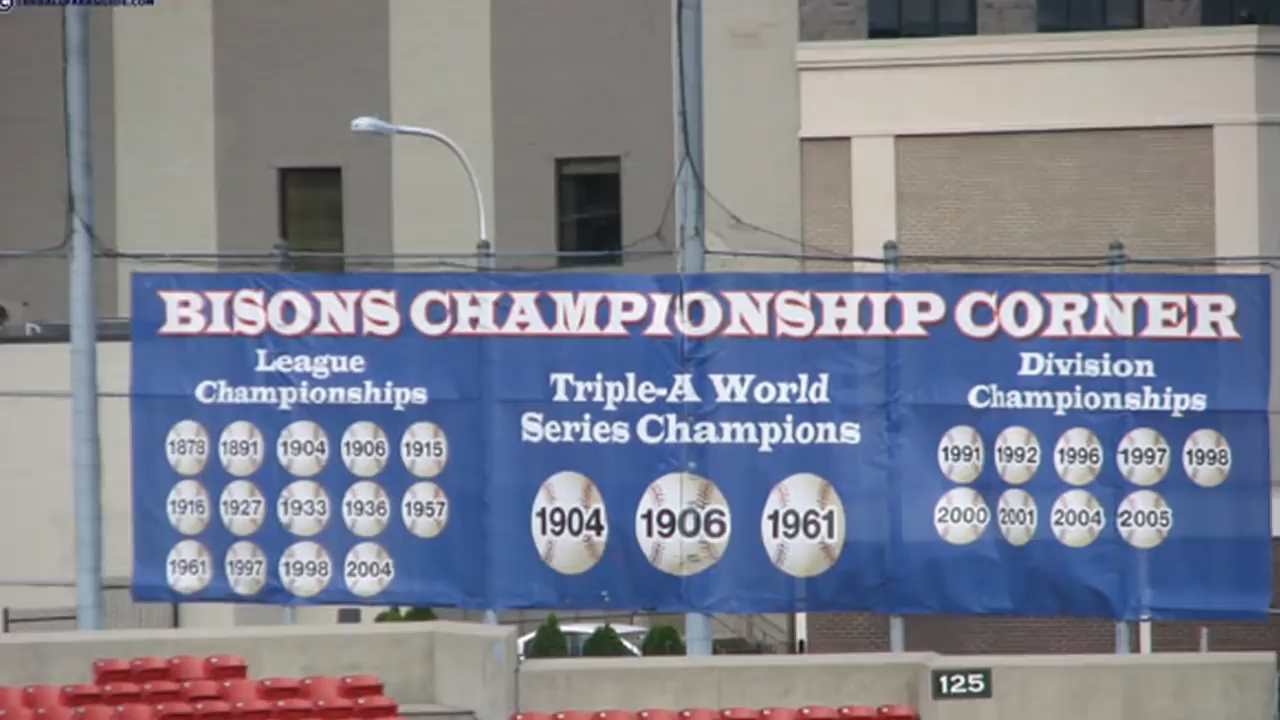 BISONS CHAMPIONSHIP CORNER
League
Championships
1878 1891 1904 1906 1915
1916 1927 1933 1936 1957
1961 1997 1998 2004
Triple-A World
Series Champions
1904 1906 1961
Division
Championships
1991 1992 1996 1997 1998
2000 2001 2004 2005
125